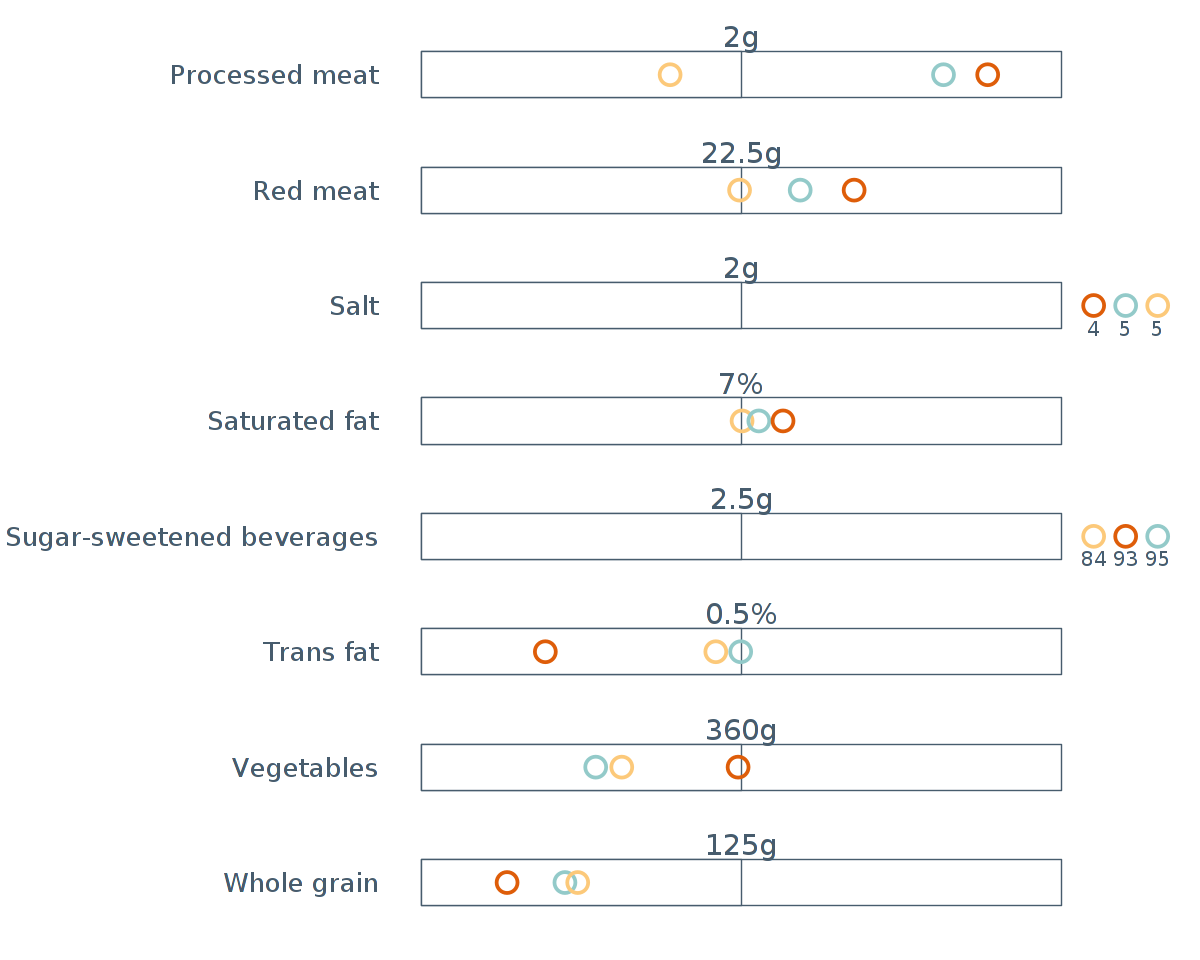 2g
Processed meat
22.5g
Red meat
2g
Salt
4 5 5
7%
Saturated fat
2.5g
Sugar-sweetened beverages
84 93 95
0.5%
Trans fat
360g
Vegetables
125g
Whole grain